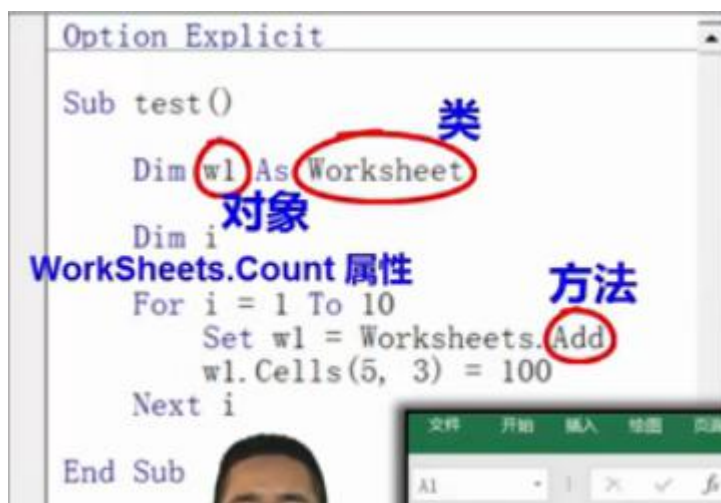 Option Explicit
Sub test()
类
Dim w1 As Worksheet
对象
Dim i
WorkSheets.Count 属性
方法
For i = 1 To 10
Set w1 = Worksheets.Add
w1.Cells(5, 3) = 100
Next i
文件 开始 插入 绘图
End Sub
A1